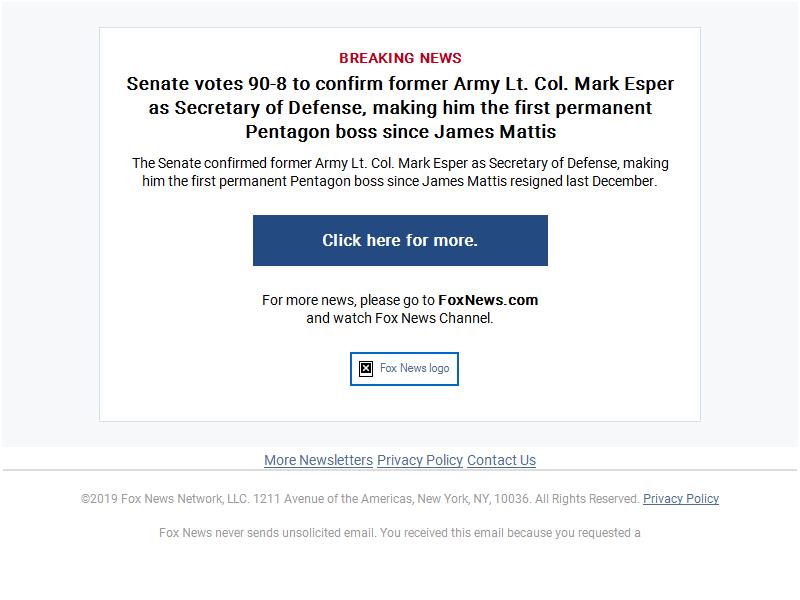 BREAKING NEWS
Senate votes 90-8 to confirm former Army Lt. Col. Mark Esper
as Secretary of Defense, making him the first permanent
Pentagon boss since James Mattis
The Senate confirmed former Army Lt. Col. Mark Esper as Secretary of Defense, making
him the first permanent Pentagon boss since James Mattis resigned last December.
Click here for more.
For more news, please go to FoxNews.com
and watch Fox News Channel.
Fox News logo
More Newsletters Privacy Policy Contact Us
©2019 Fox News Network, LLC. 1211 Avenue of the Americas, New York, NY, 10036. All Rights Reserved. Privacy Policy
Fox News never sends unsolicited email. You received this email because you requested a